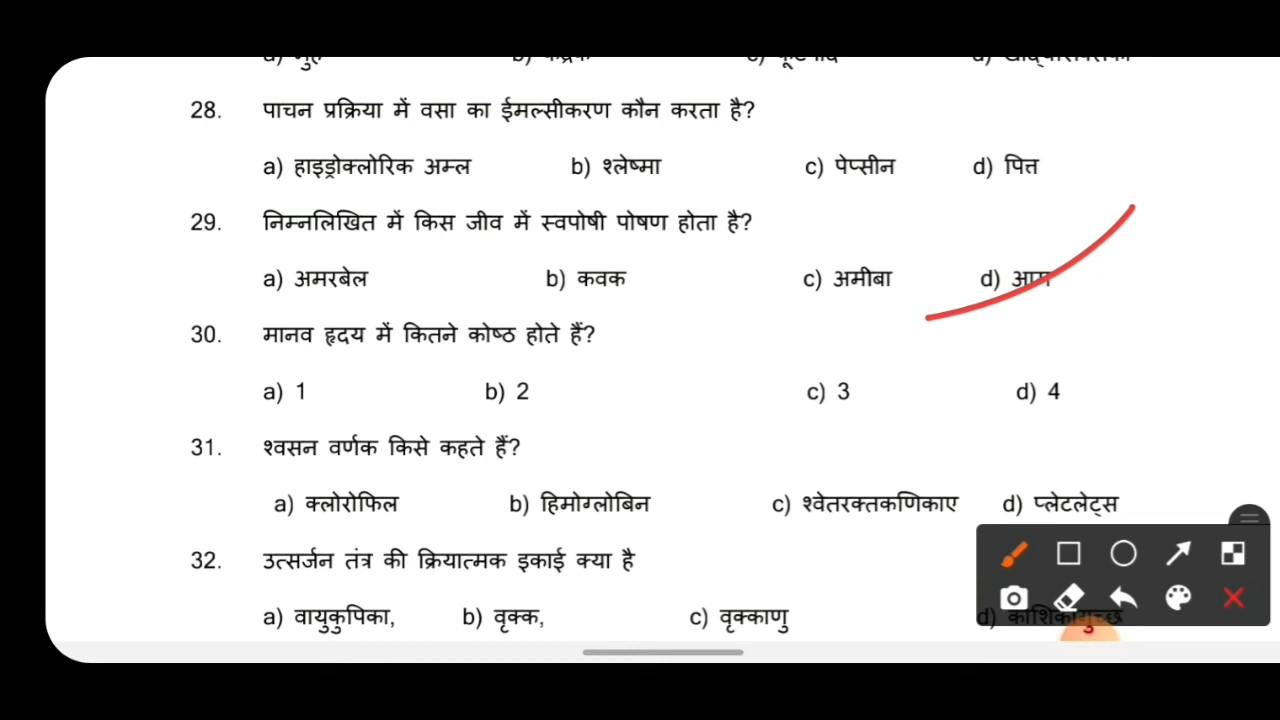 28. पाचन प्रक्रिया में वसा का ईमल्सीकरण कौन करता है?
a) हाइड्रोक्लोरिक अम्ल b) श्लेष्मा c) पेप्सीन d) पित्त
29. निम्नलिखित में किस जीव में स्वपोषी पोषण होता है?
a) अमरबेल b) कवक c) अमीबा d) आम
30. मानव हृदय में कितने कोष्ठ होते हैं?
a) 1 b) 2 c) 3 d) 4
31. श्वसन वर्णक किसे कहते हैं?
a) क्लोरोफिल b) हिमोग्लोबिन c) श्वेतरक्तकणिकाए d) प्लेटलेट्स
32. उत्सर्जन तंत्र की क्रियात्मक इकाई क्या है
a) वायुकुपिका, b) वृक्क, c) वृक्काणु d)